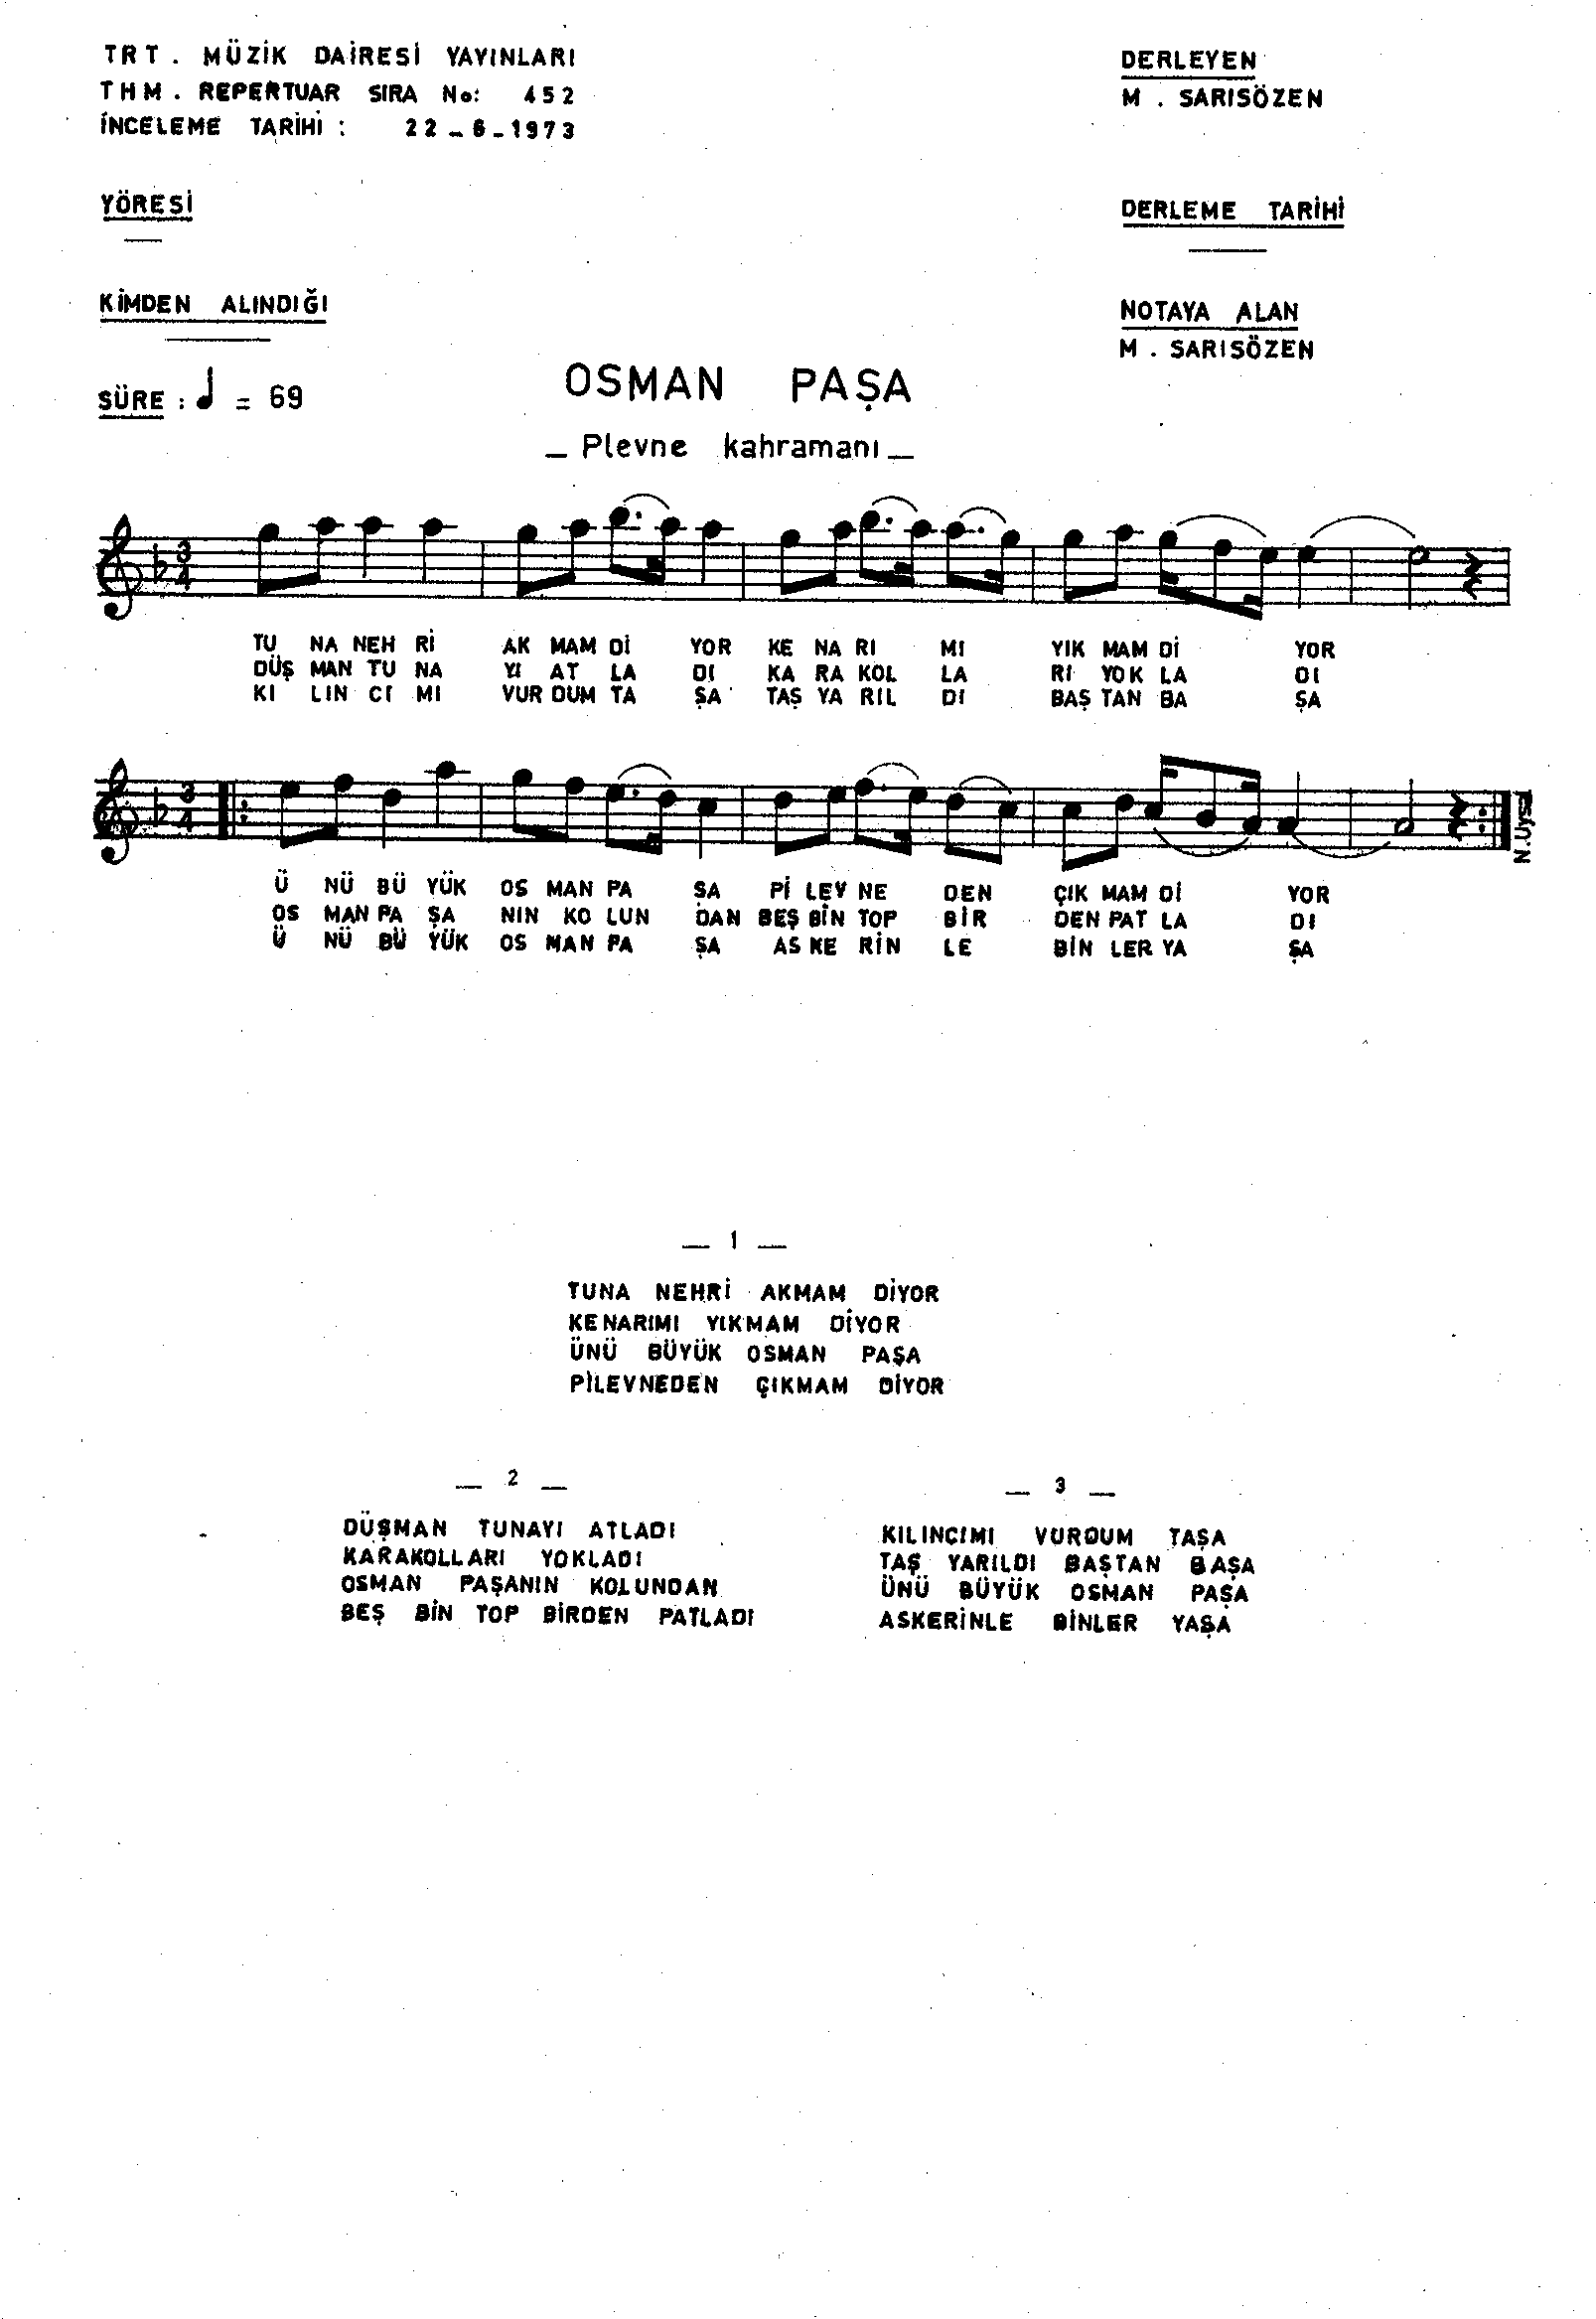 TRT. MÜZİK DAİRESİ YAYINLARI
THM. REPERTUAR SIRA No: 452
İNCELEME TARİHİ : 22-6-1973
DERLEYEN
M. SARISÖZEN
YÖRESİ
DERLEME TARİHİ
KİMDEN ALINDIĞI
NOTAYA ALAN
M. SARISÖZEN
SÜRE : ♩ = 69
OSMAN PAŞA
_ Plevne kahramanı _
3
4
TU NA NEH Rİ AK MAM Dİ YOR KE NA RI MI YIK MAM Dİ YOR
DÜŞ MAN TU NA YI AT LA DI KA RA KOL LA RI YOK LA DI
KI LIN CI MI VUR DUM TA ŞA TAŞ YA RIL DI BAŞ TAN BA ŞA
3
4
N.Uysal
Ü NÜ BÜ YÜK OS MAN PA ŞA Pİ LEV NE DEN ÇIK MAM Dİ YOR
OS MAN PA ŞA NIN KO LUN DAN BEŞ BİN TOP BİR DEN PAT LA DI
Ü NÜ BÜ YÜK OS MAN PA ŞA AS KE RİN LE BİN LER YA ŞA
_ 1 _
TUNA NEHRİ AKMAM DİYOR
KENARIMI YIKMAM DİYOR
ÜNÜ BÜYÜK OSMAN PAŞA
PİLEVNEDEN ÇIKMAM DİYOR
_ 2 _
DÜŞMAN TUNAYI ATLADI
KARAKOLLARI YOKLADI
OSMAN PAŞANIN KOLUNDAN
BEŞ BİN TOP BİRDEN PATLADI
_ 3 _
KILINCIMI VURDUM TAŞA
TAŞ YARILDI BAŞTAN BAŞA
ÜNÜ BÜYÜK OSMAN PAŞA
ASKERİNLE BİNLER YAŞA